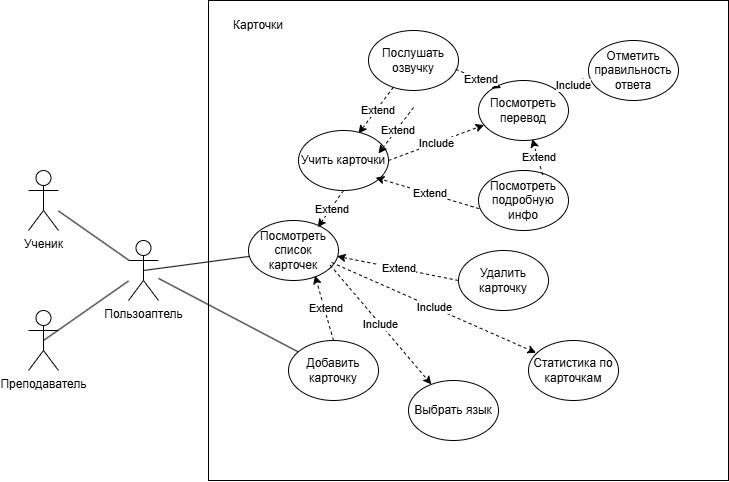 Карточки
Послушать
озвучку
Отметить
правильность
ответа
Extend
Include
Посмотреть
перевод
Extend
Extend
Include
Учить карточки
Extend
Посмотреть
подробную
инфо
Extend
Extend
Ученик
Посмотреть
список
карточек
Extend
Удалить
карточку
Пользоаптель
Extend
Include
Include
Преподаватель
Добавить
карточку
Статистика по
карточкам
Выбрать язык